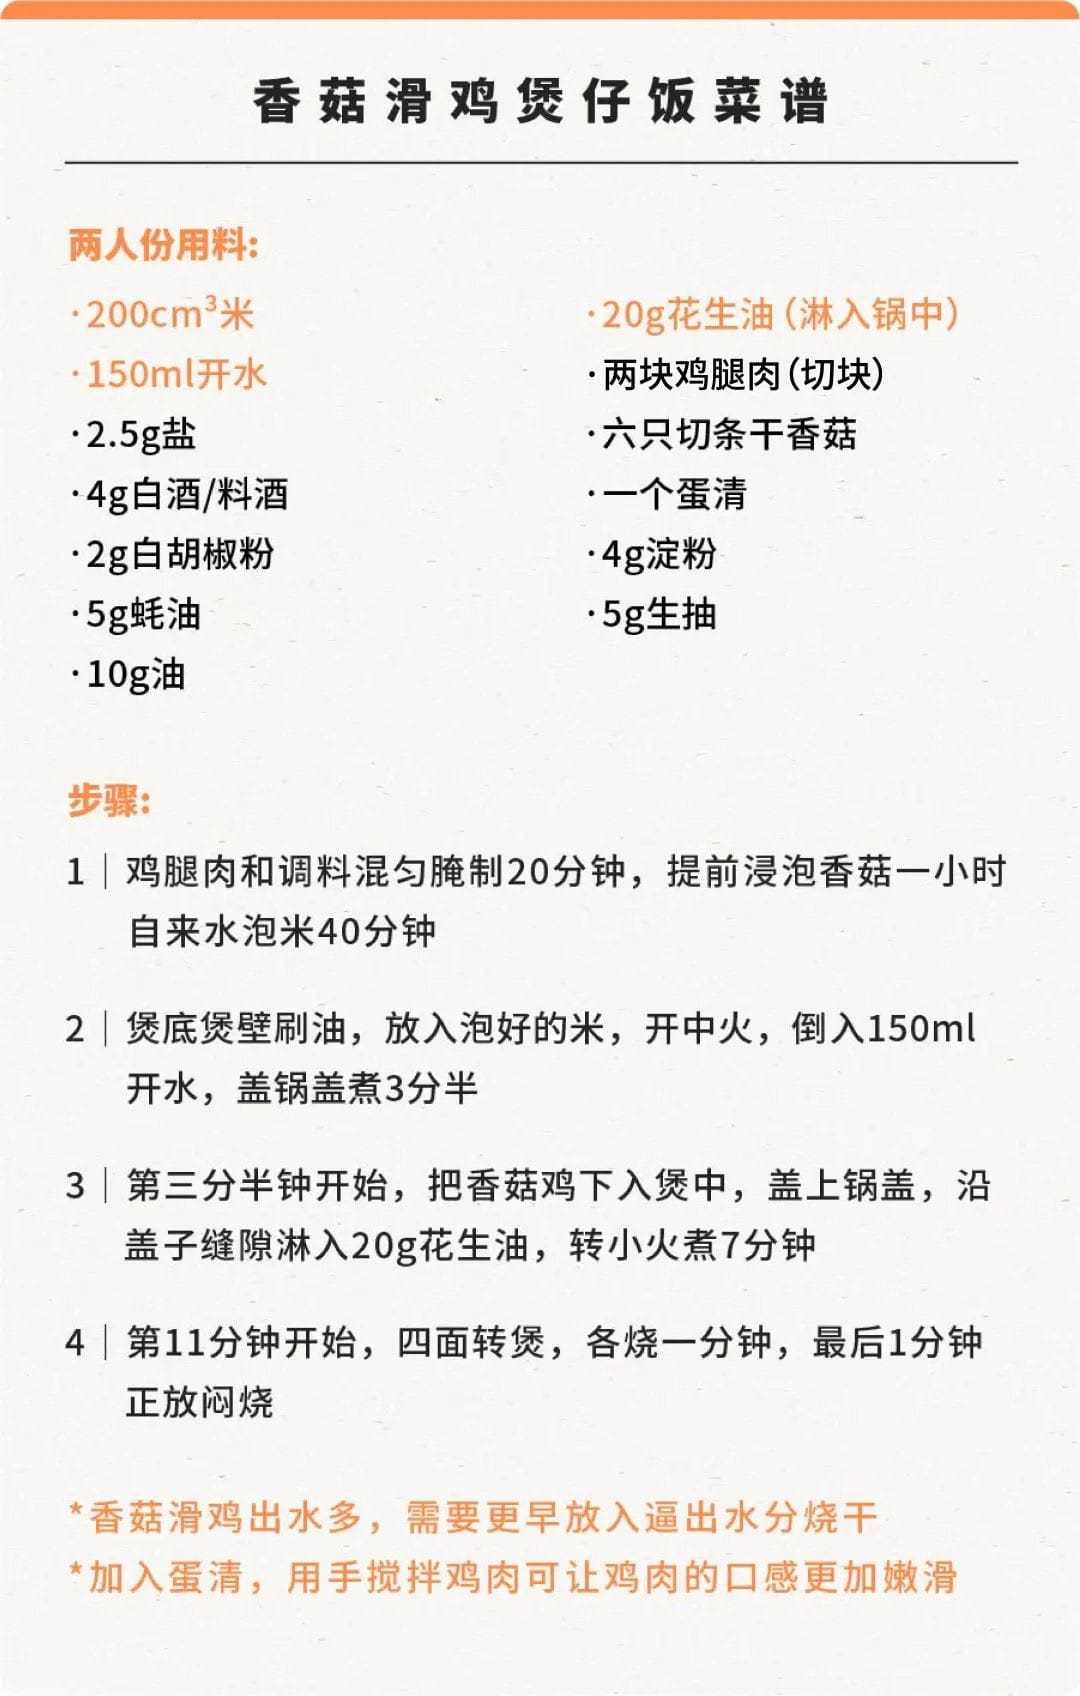 香菇滑鸡煲仔饭菜谱
两人份用料:
·200cm³米
·150ml开水
·2.5g盐
·4g白酒/料酒
·2g白胡椒粉
·5g蚝油
·10g油
·20g花生油(淋入锅中)
·两块鸡腿肉(切块)
·六只切条干香菇
·一个蛋清
·4g淀粉
·5g生抽
步骤:
1｜鸡腿肉和调料混匀腌制20分钟，提前浸泡香菇一小时
自来水泡米40分钟
2｜煲底煲壁刷油，放入泡好的米，开中火，倒入150ml
开水，盖锅盖煮3分半
3｜第三分半钟开始，把香菇鸡下入煲中，盖上锅盖，沿
盖子缝隙淋入20g花生油，转小火煮7分钟
4｜第11分钟开始，四面转煲，各烧一分钟，最后1分钟
正放闷烧
*香菇滑鸡出水多，需要更早放入逼出水分烧干
*加入蛋清，用手搅拌鸡肉可让鸡肉的口感更加嫩滑